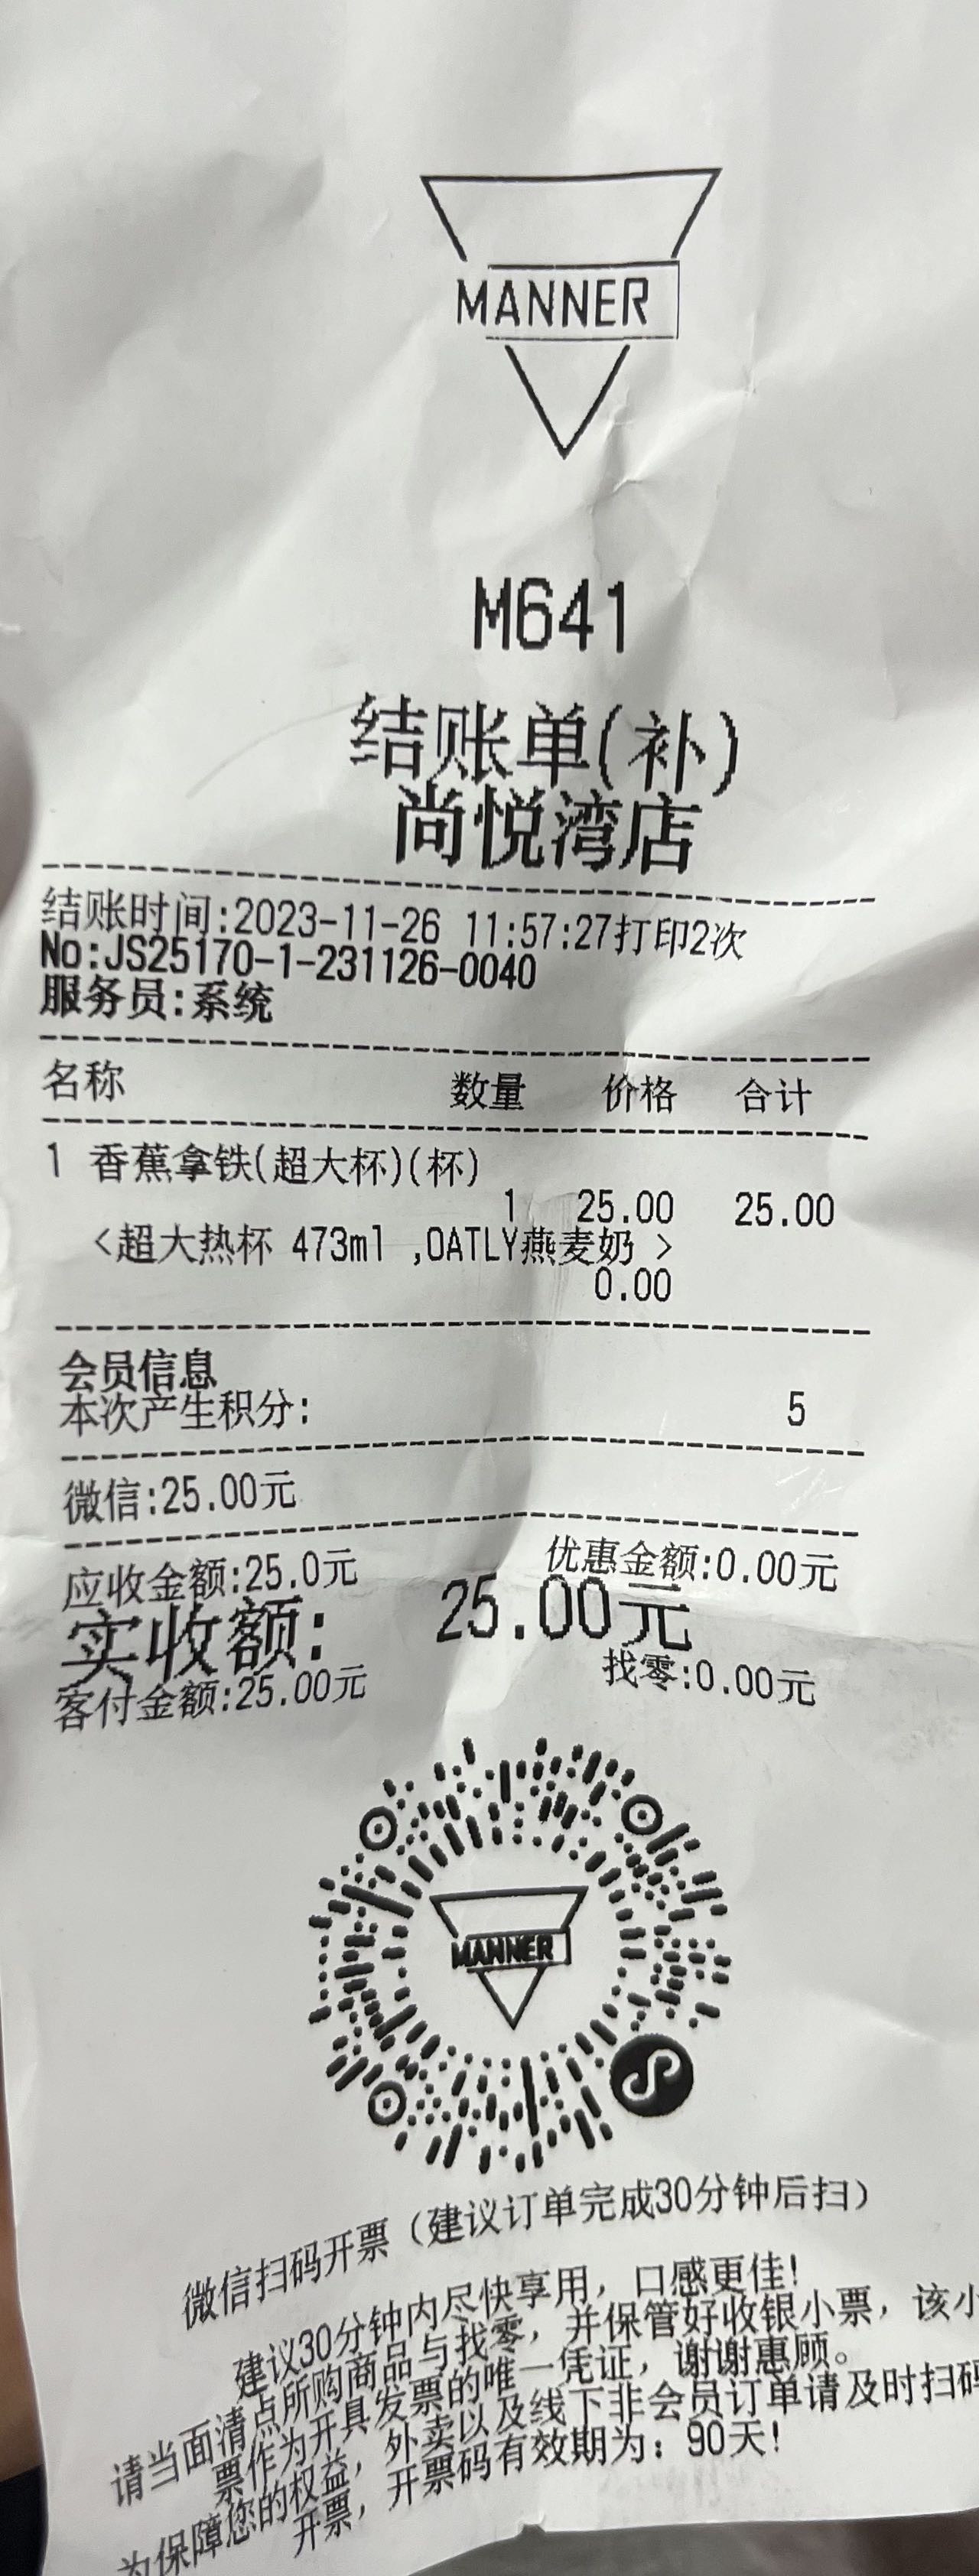 MANNER
M641
结账单(补)
尚悦湾店
结账时间:2023-11-26 11:57:27打印2次
No:JS25170-1-231126-0040
服务员:系统
名称 数量 价格 合计
1 香蕉拿铁(超大杯)(杯)
1 25.00 25.00
<超大热杯 473ml ,OATLY燕麦奶 >
0.00
会员信息
本次产生积分: 5
微信:25.00元
应收金额:25.0元 优惠金额:0.00元
实收额: 25.00元
客付金额:25.00元 找零:0.00元
MANNER
微信扫码开票（建议订单完成30分钟后扫）
建议30分钟内尽快享用，口感更佳!
请当面清点所购商品与找零，并保管好收银小票，该小
票作为开具发票的唯一凭证，谢谢惠顾。
为保障您的权益，外卖以及线下非会员订单请及时扫码
开票，开票码有效期为：90天!